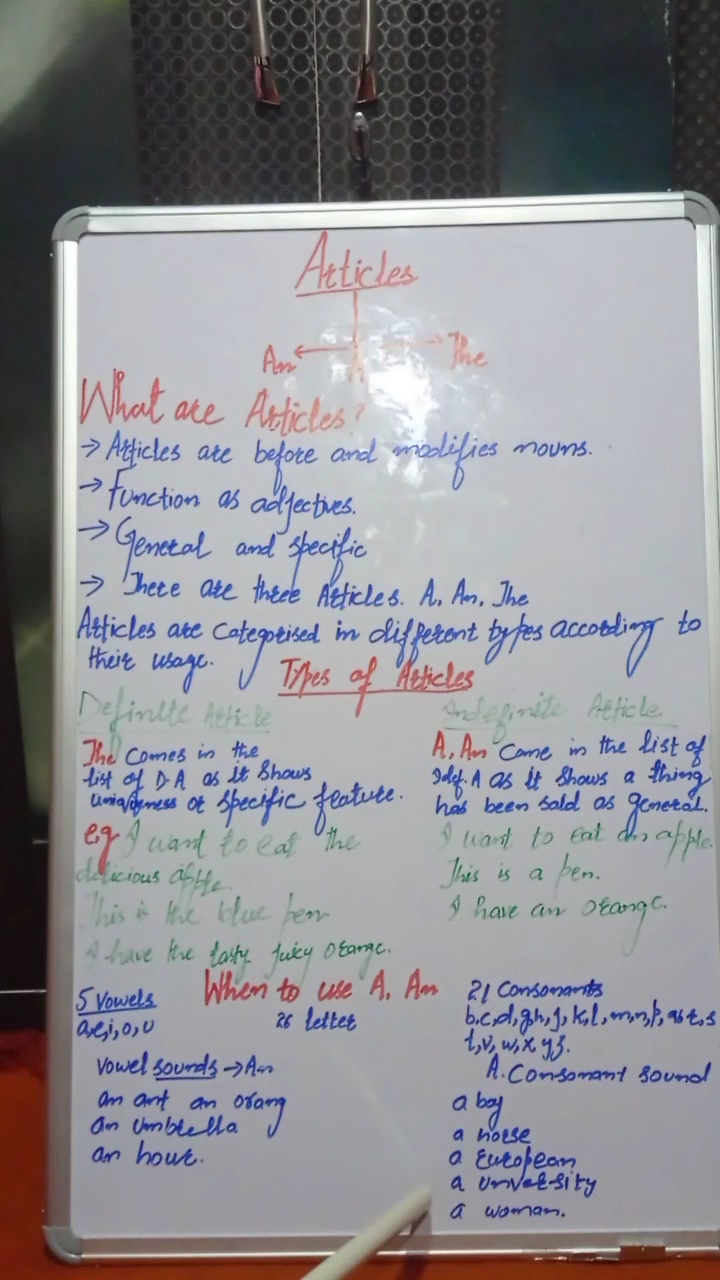 Articles
An A The
What are Articles?
→ Articles are before and modifies nouns.
→ Function as adjectives.
→ General and specific
→ There are three Articles. A, An, The
Articles are categorised in different types according to
their usage.
Types of Articles
Definite Article
The comes in the
list of D.A as It shows
or specific feature.
e.g I want to eat the
delicious apple
This is the blue pen
I have the tasty juicy orange.
Indefinite Article
A, An come in the list of
Idf.A as It shows a thing
has been said as general.
I want to eat an apple.
This is a pen.
I have an orange.
When to use A, An
26 letter
5 Vowels
a,e,i,o,u
Vowel sounds → An
an ant an orang
an umbrella
an hour.
21 Consonants
b,c,d,g,h,j,k,l,m,n,p,q,r,s
t,v,w,x,y,z.
A. Consonant sound
a boy
a horse
a European
a unversity
a woman.